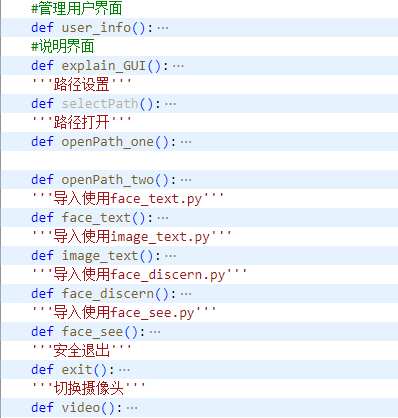 #管理用户界面
def user_info():···
#说明界面
def explain_GUI():···
'''路径设置'''
def selectPath():···
'''路径打开'''
def openPath_one():···
def openPath_two():···
'''导入使用face_text.py'''
def face_text():···
'''导入使用image_text.py'''
def image_text():···
'''导入使用face_discern.py'''
def face_discern():···
'''导入使用face_see.py'''
def face_see():···
'''安全退出'''
def exit():···
'''切换摄像头'''
def video():···